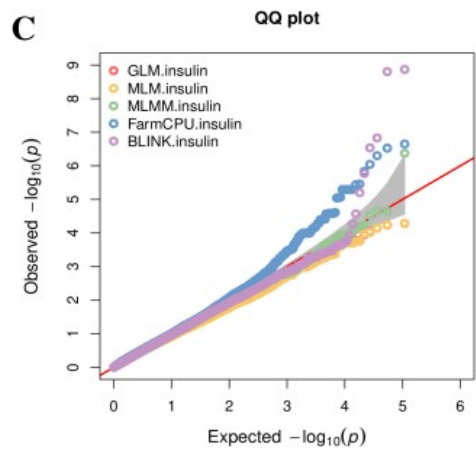 C
QQ plot
GLM.insulin
MLM.insulin
MLMM.insulin
FarmCPU.insulin
BLINK.insulin
Observed −log₁₀(p)
9
8
7
6
5
4
3
2
1
0
0 1 2 3 4 5 6
Expected −log₁₀(p)